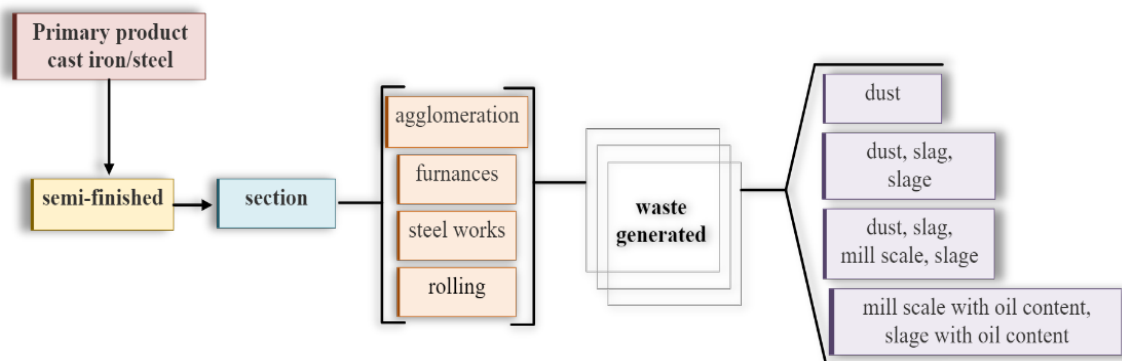 Primary product
cast iron/steel
semi-finished
section
agglomeration
furnances
steel works
rolling
waste
generated
dust
dust, slag,
slage
dust, slag,
mill scale, slage
mill scale with oil content,
slage with oil content